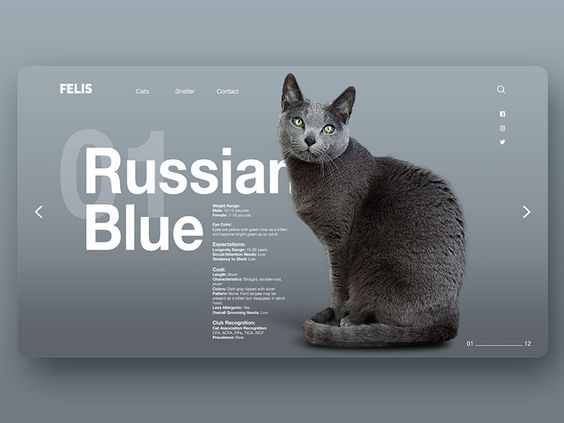 FELIS
Cats
Shelter
Contact
01
Russian
Blue
Weight Range:
Male: 10-12 pounds
Female: 7-10 pounds
Eye Color:
Eyes are yellow with green rims as a kitten
and become bright green as an adult.
Expectations:
Longevity Range: 15-20 years
Social/Attention Needs: Low
Tendency to Shed: Low
Coat:
Length: Short
Characteristics: Straight, double-coat,
plush
Colors: Dark gray tipped with silver
Pattern: None. Faint stripes may be
present as a kitten but disappear in adult-
hood.
Less Allergenic: Yes
Overall Grooming Needs: Low
Club Recognition:
Cat Association Recognition:
CFA, ACFA, FIFe, TICA, WCF
Prevalence: Rare
01
12